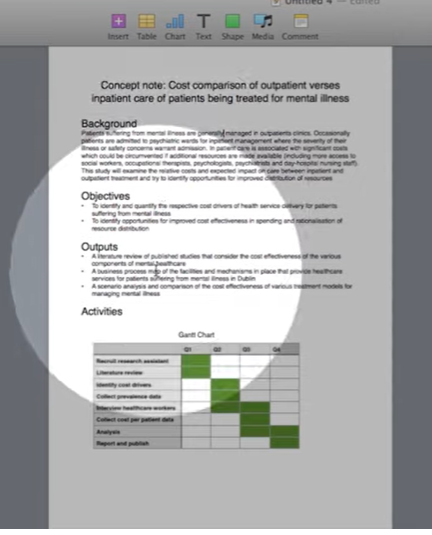 Untitled 4 — Edited
Insert Table Chart Text Shape Media Comment
Concept note: Cost comparison of outpatient verses
inpatient care of patients being treated for mental illness
Background
Patients suffering from mental illness are generally managed in outpatients clinics. Occasionally
patients are admitted to psychiatric wards for inpatient management where the severity of their
illness or safety concerns warrant admission. In patient care is associated with significant costs
which could be circumvented if additional resources are made available (including more access to
social workers, occupational therapists, psychologists, psychiatrists and day-hospital nursing staff).
This study will examine the relative costs and expected impact on care between inpatient and
outpatient treatment and try to identify opportunities for improved distribution of resources
Objectives
• To identify and quantify the respective cost drivers of health service delivery for patients
suffering from mental illness
• To identify opportunities for improved cost effectiveness in spending and rationalisation of
resource distribution
Outputs
• A literature review of published studies that consider the cost effectiveness of the various
components of mental healthcare
• A business process map of the facilities and mechanisms in place that provide healthcare
services for patients suffering from mental illness in Dublin
• A scenario analysis and comparison of the cost effectiveness of various treatment models for
managing mental illness
Activities
Gantt Chart
Q1 Q2 Q3 Q4
Recruit research assistant
Literature review
Identify cost drivers
Collect prevalence data
Interview healthcare workers
Collect cost per patient data
Analysis
Report and publish